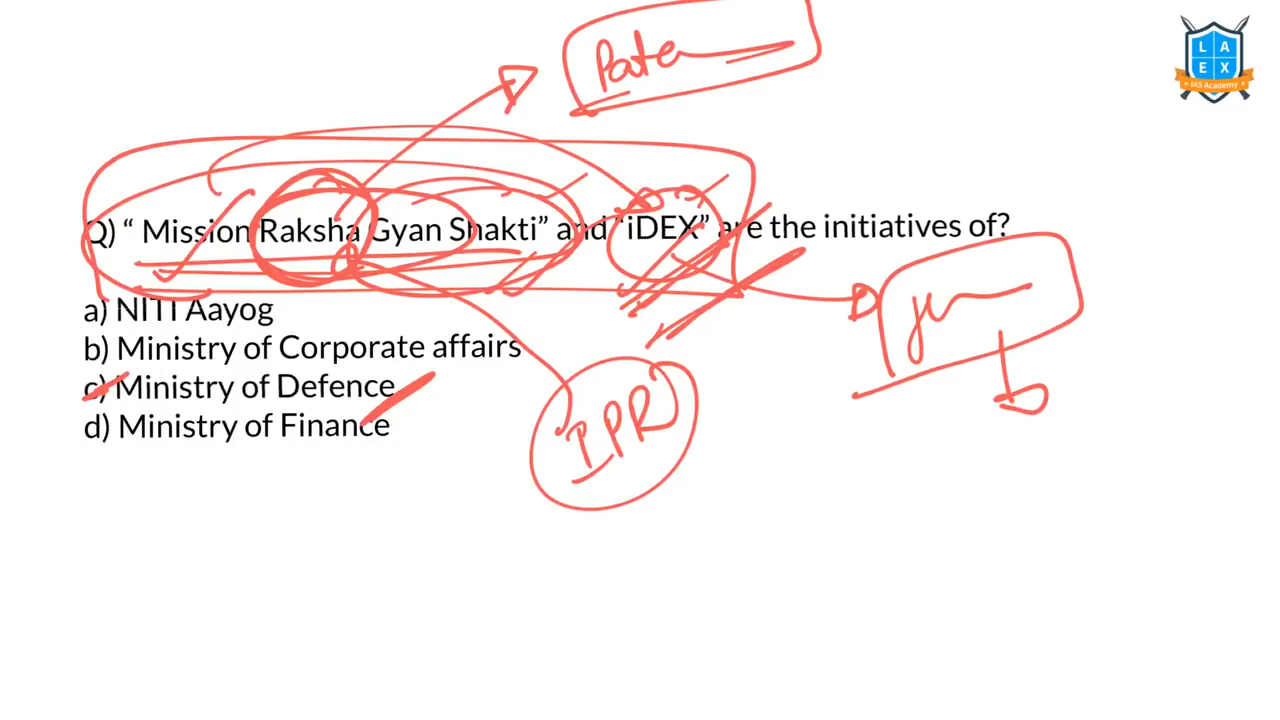 L A
E X
IAS Academy
Q) “ Mission Raksha Gyan Shakti” and “iDEX” are the initiatives of?
a) NITI Aayog
b) Ministry of Corporate affairs
c) Ministry of Defence
d) Ministry of Finance
IPR